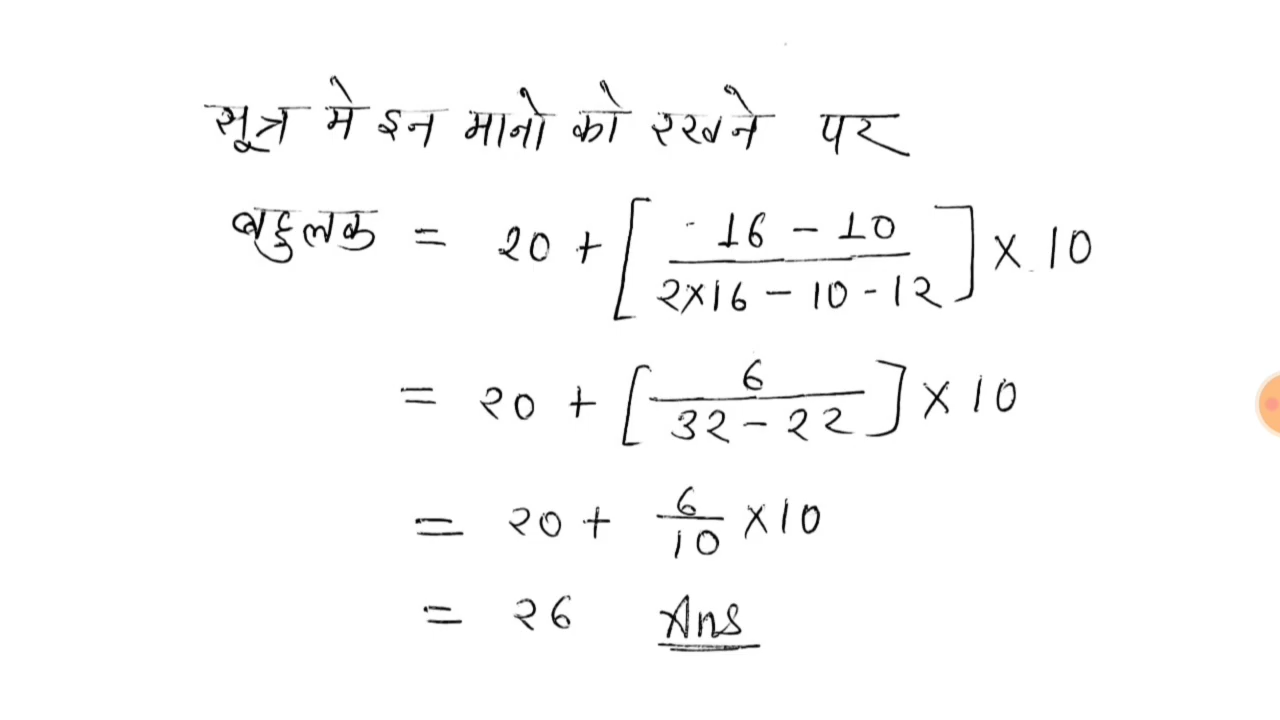 सूत्र मे इन मानो को रखने पर
बहुलक = 20 + [ 16 - 10 / 2×16 - 10 - 12 ] × 10
= 20 + [ 6 / 32 - 22 ] × 10
= 20 + 6/10 × 10
= 26 Ans